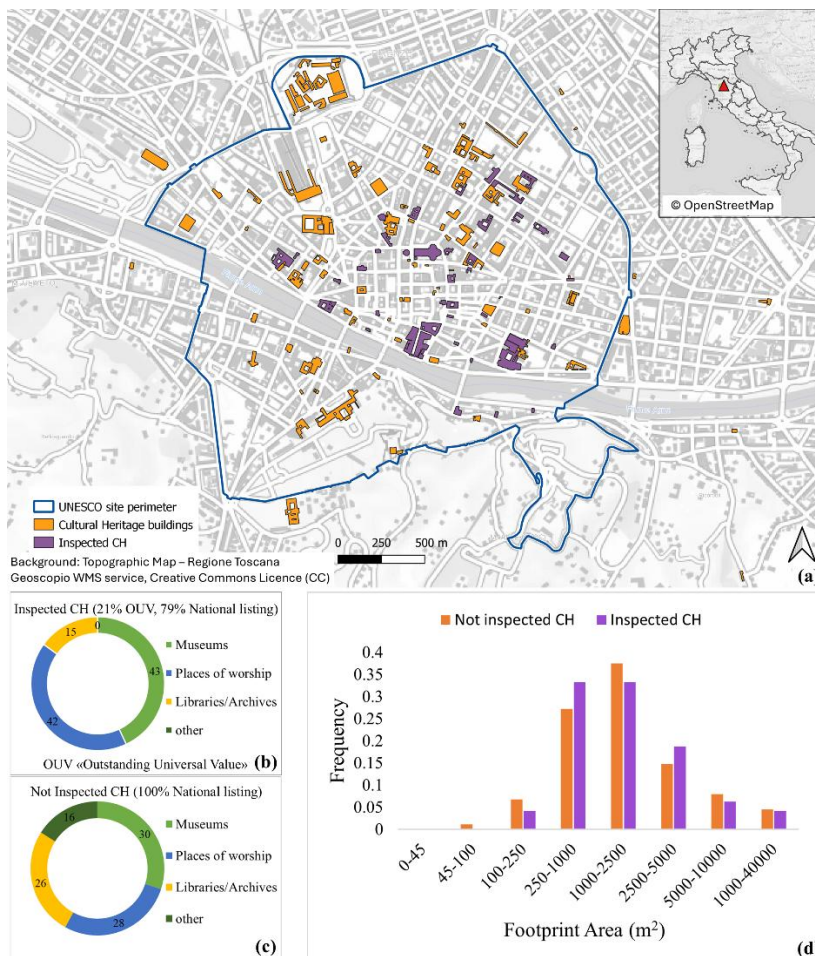 © OpenStreetMap
Fiume Arno
Fiume Arno
UNESCO site perimeter
Cultural Heritage buildings
Inspected CH
0 250 500 m
Background: Topographic Map – Regione Toscana
Geoscopio WMS service, Creative Commons Licence (CC)
(a)
Inspected CH (21% OUV, 79% National listing)
0
15
43
42
Museums
Places of worship
Libraries/Archives
other
OUV «Outstanding Universal Value»
(b)
Not Inspected CH (100% National listing)
16
30
26
28
Museums
Places of worship
Libraries/Archives
other
(c)
Not inspected CH Inspected CH
Frequency
0.4
0.35
0.3
0.25
0.2
0.15
0.1
0.05
0
0-45
45-100
100-250
250-1000
1000-2500
2500-5000
5000-10000
1000-40000
Footprint Area (m²)
(d)